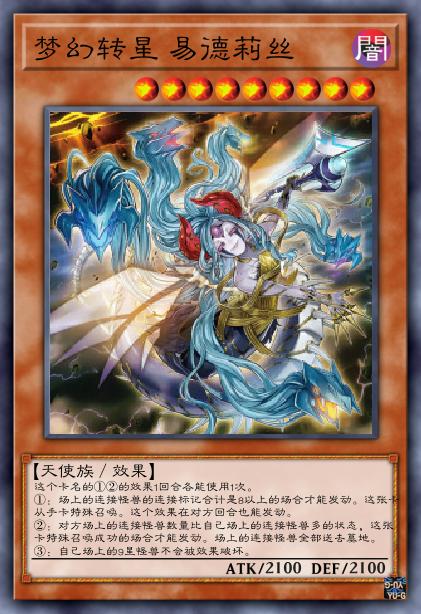 梦幻转星 易德莉丝
闇
【天使族／效果】
这个卡名的①②的效果1回合各能使用1次。
①：场上的连接怪兽的连接标记合计是8以上的场合才能发动。这张卡
从手卡特殊召唤。这个效果在对方回合也能发动。
②：对方场上的连接怪兽数量比自己场上的连接怪兽多的状态，这张
卡特殊召唤成功的场合才能发动。场上的连接怪兽全部送去墓地。
③：自己场上的9星怪兽不会被效果破坏。
ATK/2100 DEF/2100